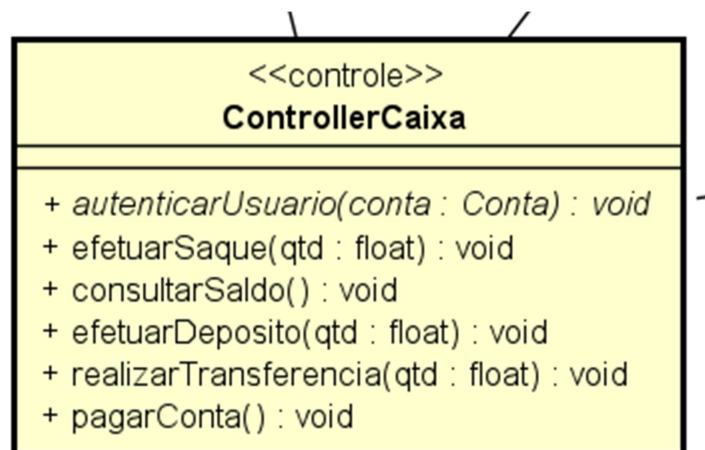 <<controle>>
ControllerCaixa
+ autenticarUsuario(conta : Conta) : void
+ efetuarSaque(qtd : float) : void
+ consultarSaldo() : void
+ efetuarDeposito(qtd : float) : void
+ realizarTransferencia(qtd : float) : void
+ pagarConta() : void